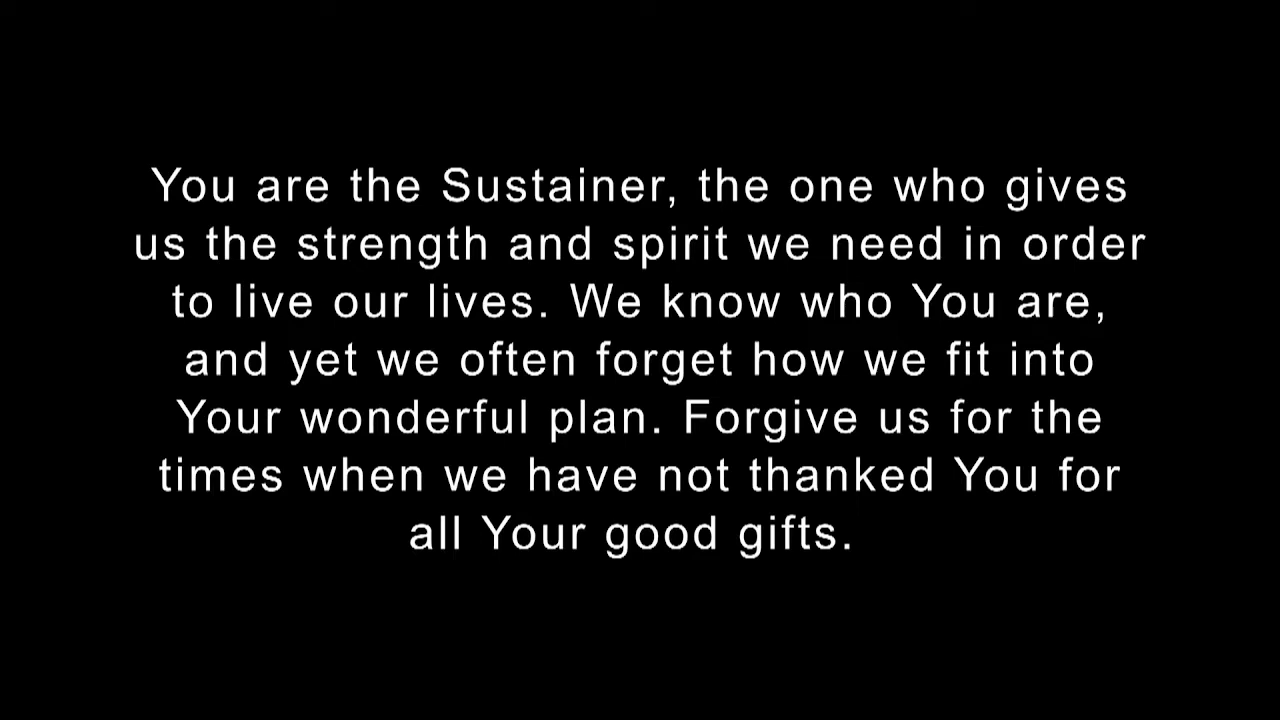 You are the Sustainer, the one who gives
us the strength and spirit we need in order
to live our lives. We know who You are,
and yet we often forget how we fit into
Your wonderful plan. Forgive us for the
times when we have not thanked You for
all Your good gifts.